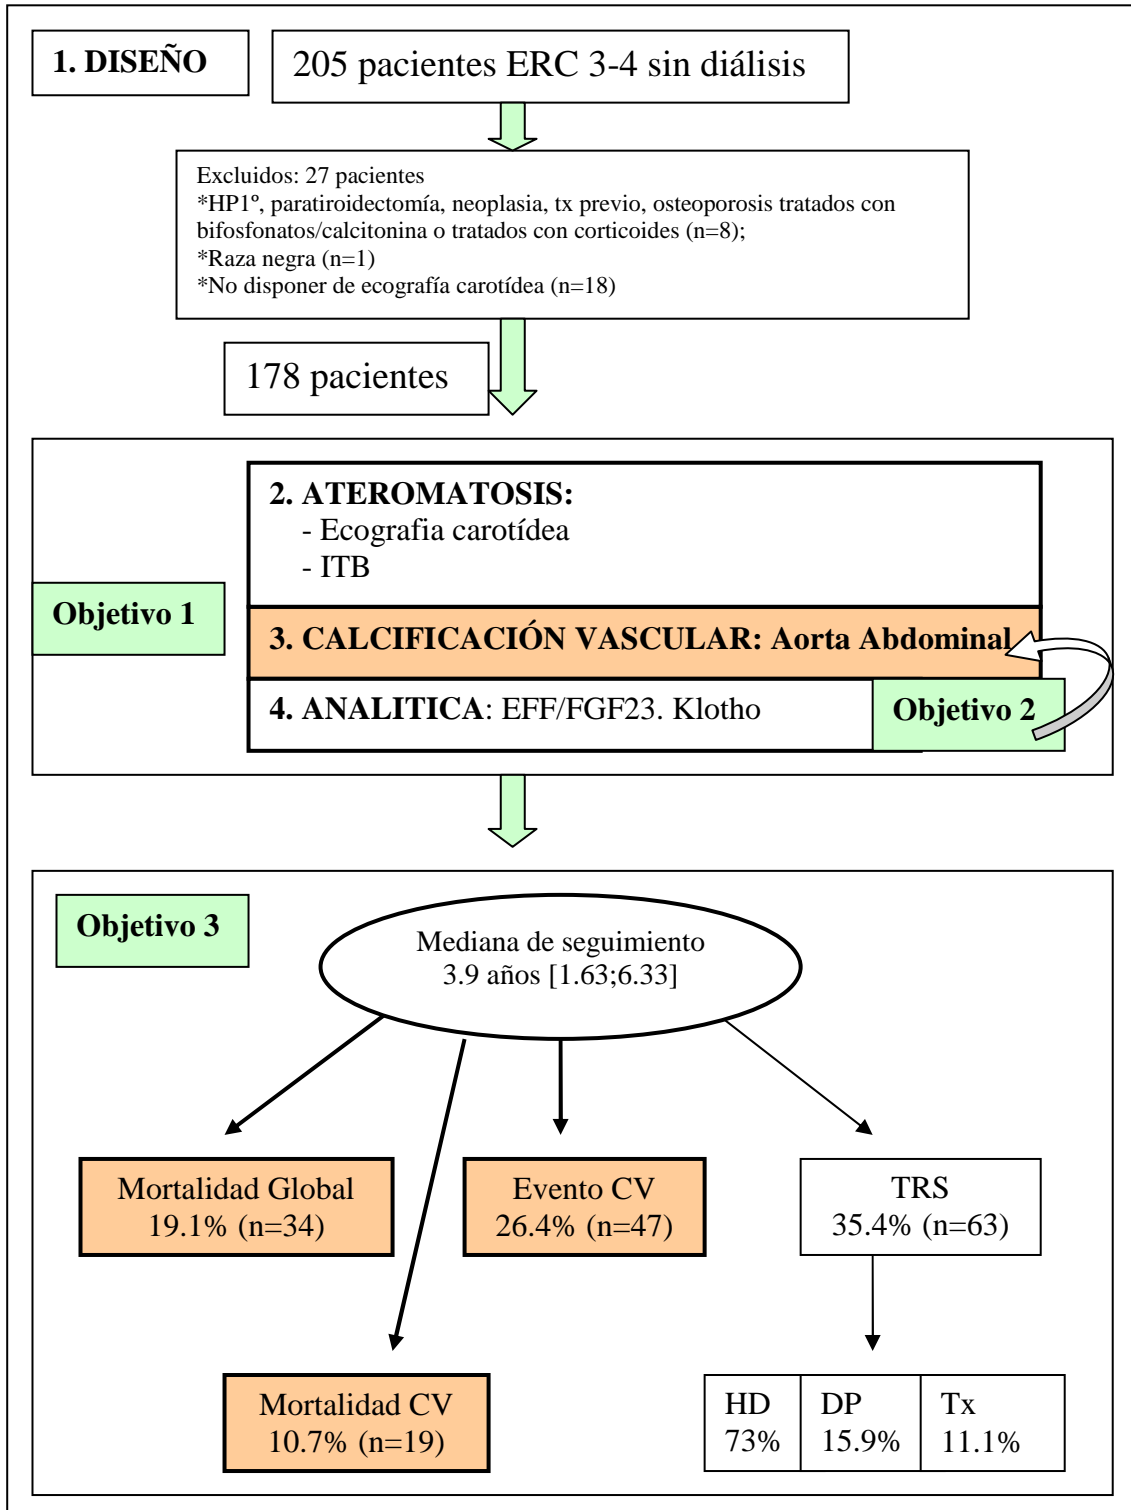 1. DISEÑO
205 pacientes ERC 3-4 sin diálisis
Excluidos: 27 pacientes
*HP1º, paratiroidectomía, neoplasia, tx previo, osteoporosis tratados con
bifosfonatos/calcitonina o tratados con corticoides (n=8);
*Raza negra (n=1)
*No disponer de ecografía carotídea (n=18)
178 pacientes
2. ATEROMATOSIS:
- Ecografia carotídea
- ITB
Objetivo 1
3. CALCIFICACIÓN VASCULAR: Aorta Abdominal
4. ANALITICA: EFF/FGF23. Klotho
Objetivo 2
Objetivo 3
Mediana de seguimiento
3.9 años [1.63;6.33]
Mortalidad Global
19.1% (n=34)
Evento CV
26.4% (n=47)
TRS
35.4% (n=63)
Mortalidad CV
10.7% (n=19)
HD
73%
DP
15.9%
Tx
11.1%